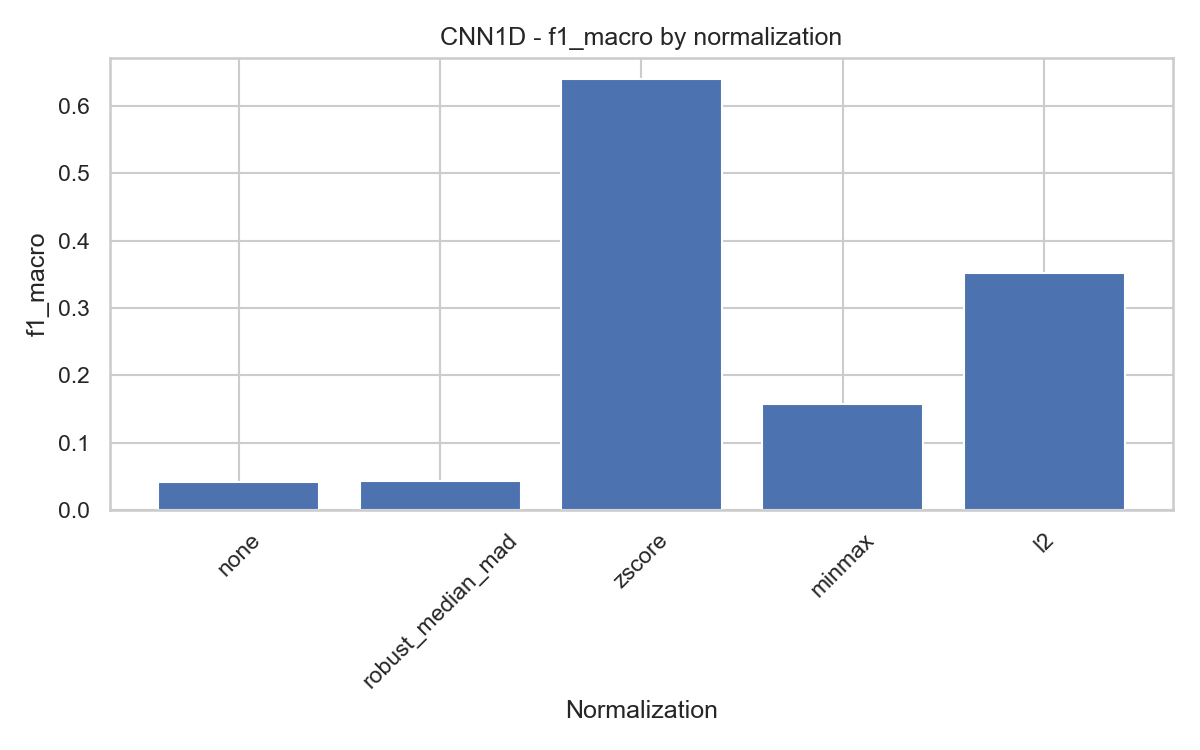 CNN1D - f1_macro by normalization
f1_macro
0.6
0.5
0.4
0.3
0.2
0.1
0.0
none
robust_median_mad
zscore
minmax
l2
Normalization